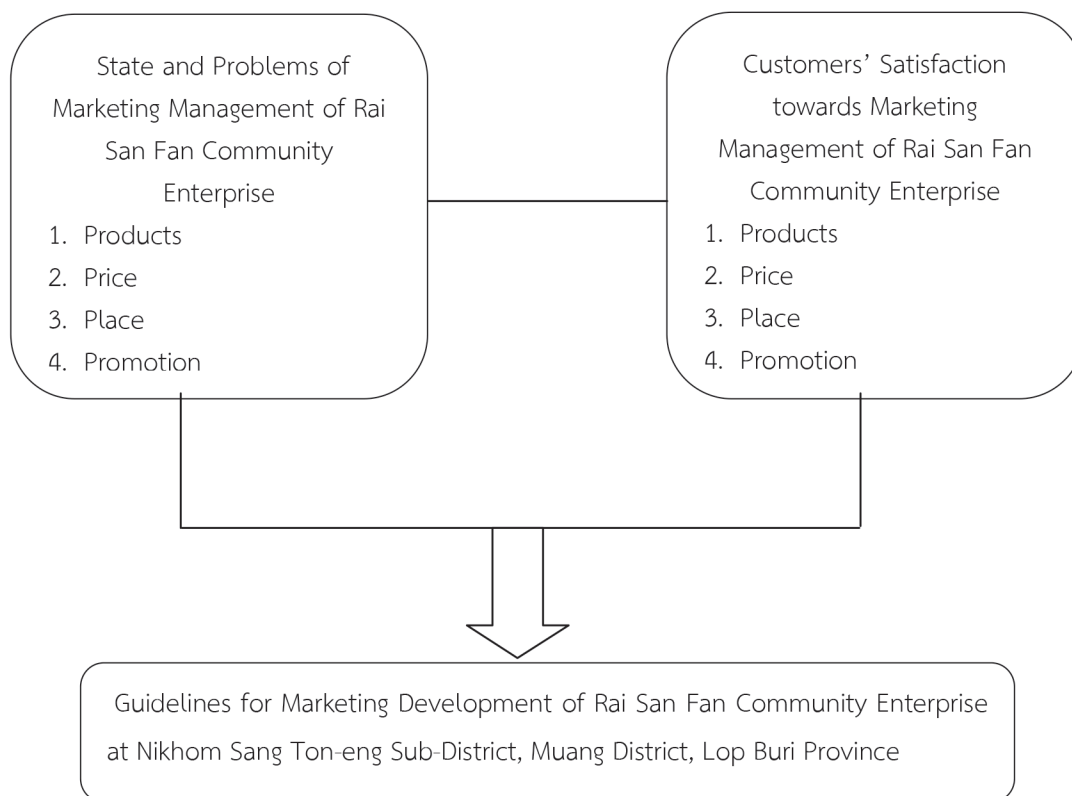 State and Problems of
Marketing Management of Rai
San Fan Community
Enterprise
1. Products
2. Price
3. Place
4. Promotion
Customers’ Satisfaction
towards Marketing
Management of Rai San Fan
Community Enterprise
1. Products
2. Price
3. Place
4. Promotion
Guidelines for Marketing Development of Rai San Fan Community Enterprise
at Nikhom Sang Ton-eng Sub-District, Muang District, Lop Buri Province